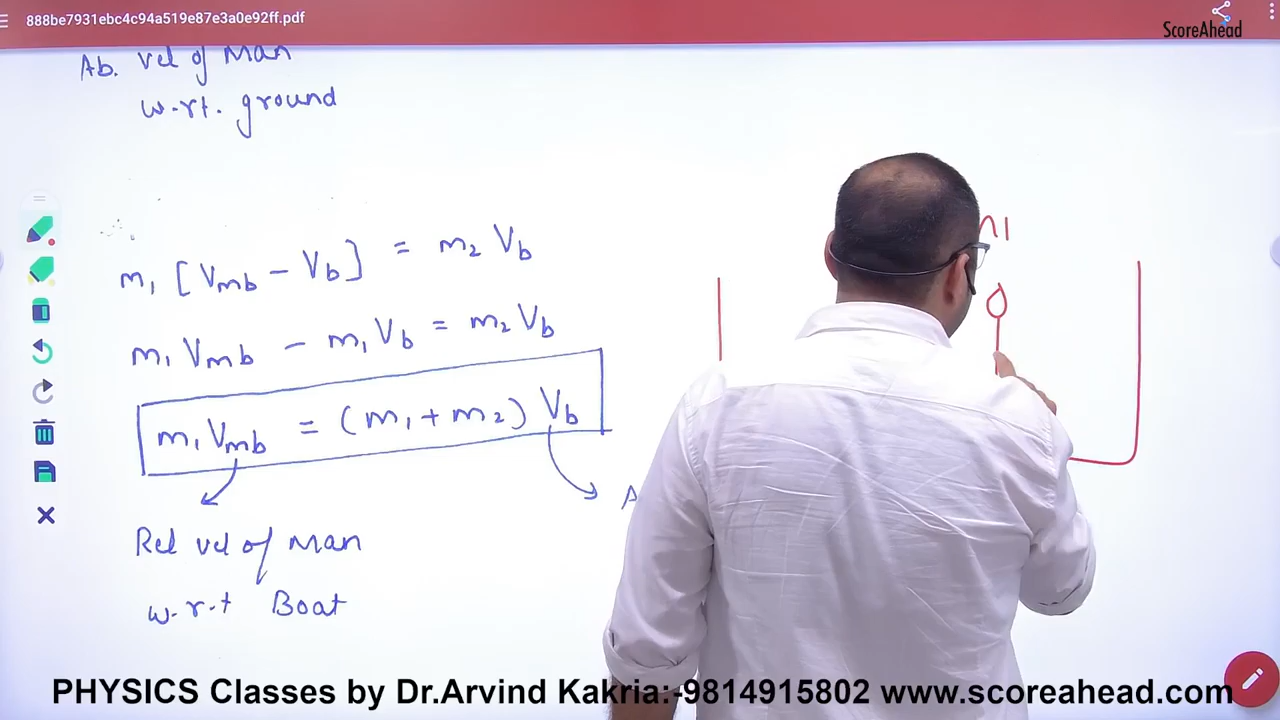 888be7931ebc4c94a519e87e3a0e92ff.pdf
ScoreAhead
Ab. vel of Man
w.r.t. ground
m₁ [Vmb − Vb] = m₂ Vb
m₁ Vmb − m₁ Vb = m₂ Vb
m₁ Vmb = (m₁ + m₂) Vb
Rel vel of Man
w.r.t Boat
A
m1
PHYSICS Classes by Dr.Arvind Kakria:-9814915802 www.scoreahead.com